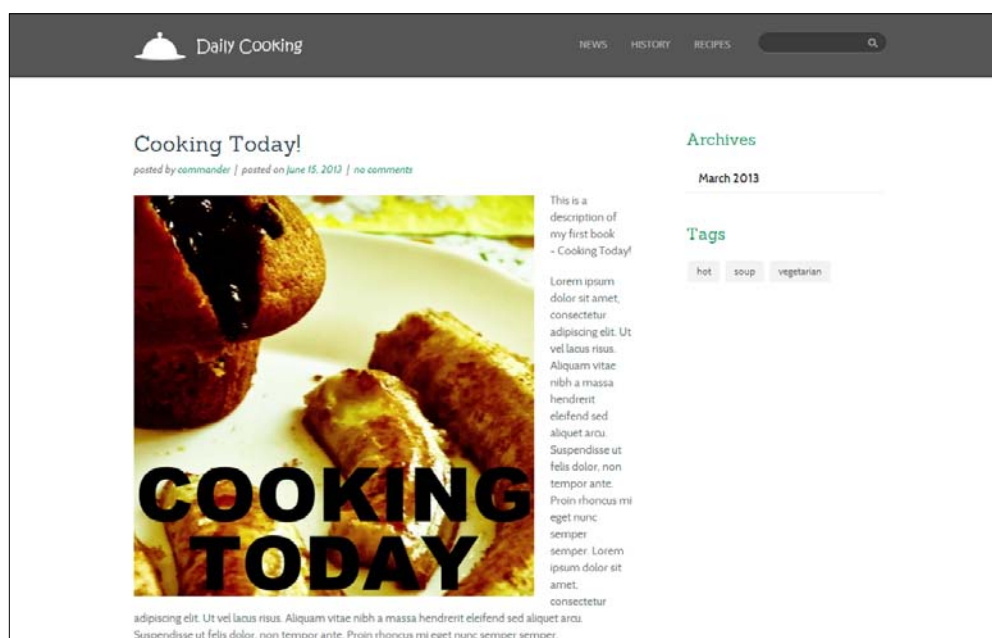 Daily Cooking
NEWS HISTORY RECIPES
Cooking Today!
posted by commander | posted on June 15, 2013 | no comments
COOKING
TODAY
This is a
description of
my first book
- Cooking Today!
Lorem ipsum
dolor sit amet,
consectetur
adipiscing elit. Ut
vel lacus risus.
Aliquam vitae
nibh a massa
hendrerit
eleifend sed
aliquet arcu.
Suspendisse ut
felis dolor, non
tempor ante.
Proin rhoncus mi
eget nunc
semper
semper. Lorem
ipsum dolor sit
amet,
consectetur
adipiscing elit. Ut vel lacus risus. Aliquam vitae nibh a massa hendrerit eleifend sed aliquet arcu.
Suspendisse ut felis dolor, non tempor ante. Proin rhoncus mi eget nunc semper semper.
Archives
March 2013
Tags
hot soup vegetarian